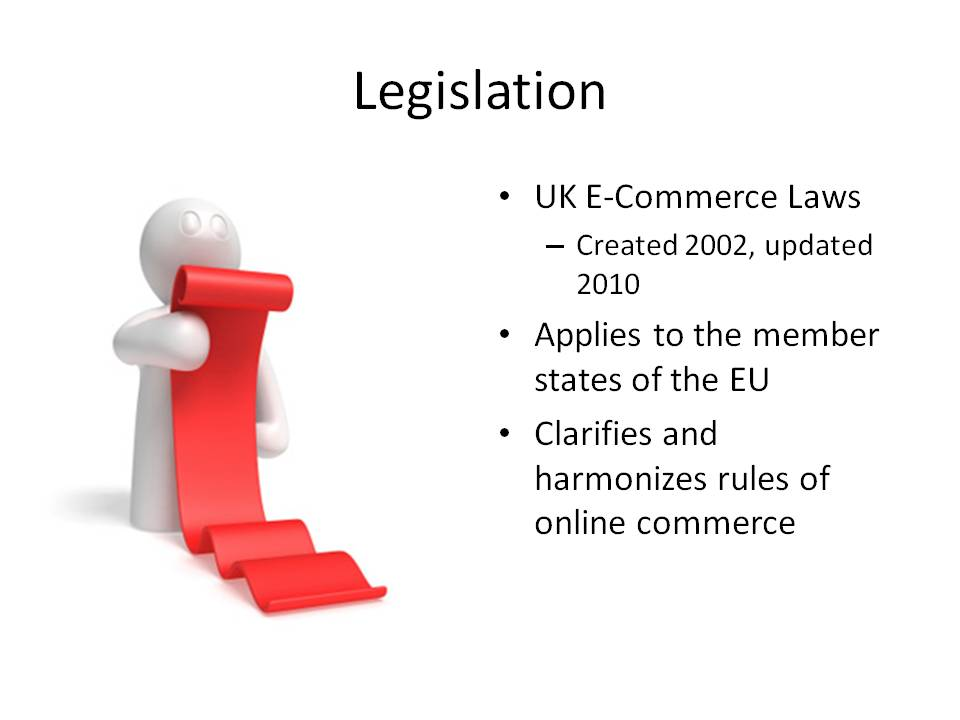 Legislation
• UK E-Commerce Laws
– Created 2002, updated
2010
• Applies to the member
states of the EU
• Clarifies and
harmonizes rules of
online commerce